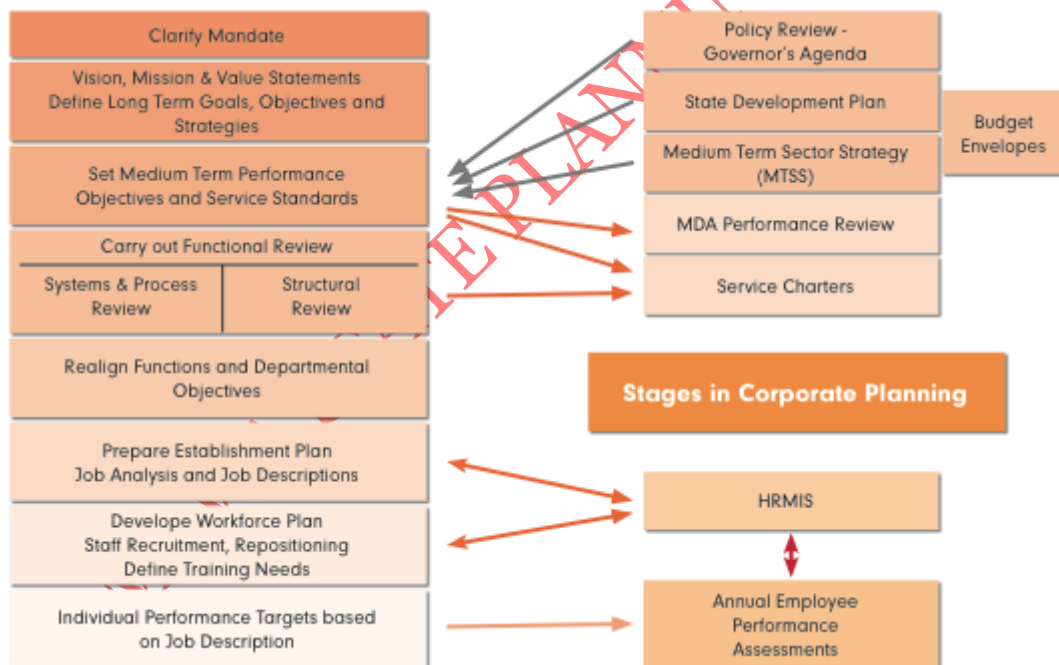 Clarify Mandate
Vision, Mission & Value Statements
Define Long Term Goals, Objectives and
Strategies
Set Medium Term Performance
Objectives and Service Standards
Carry out Functional Review
Systems & Process
Review
Structural
Review
Realign Functions and Departmental
Objectives
Prepare Establishment Plan
Job Analysis and Job Descriptions
Develope Workforce Plan
Staff Recruitment, Repositioning
Define Training Needs
Individual Performance Targets based
on Job Description
Policy Review -
Governor's Agenda
State Development Plan
Medium Term Sector Strategy
(MTSS)
Budget
Envelopes
MDA Performance Review
Service Charters
Stages in Corporate Planning
HRMIS
Annual Employee
Performance
Assessments